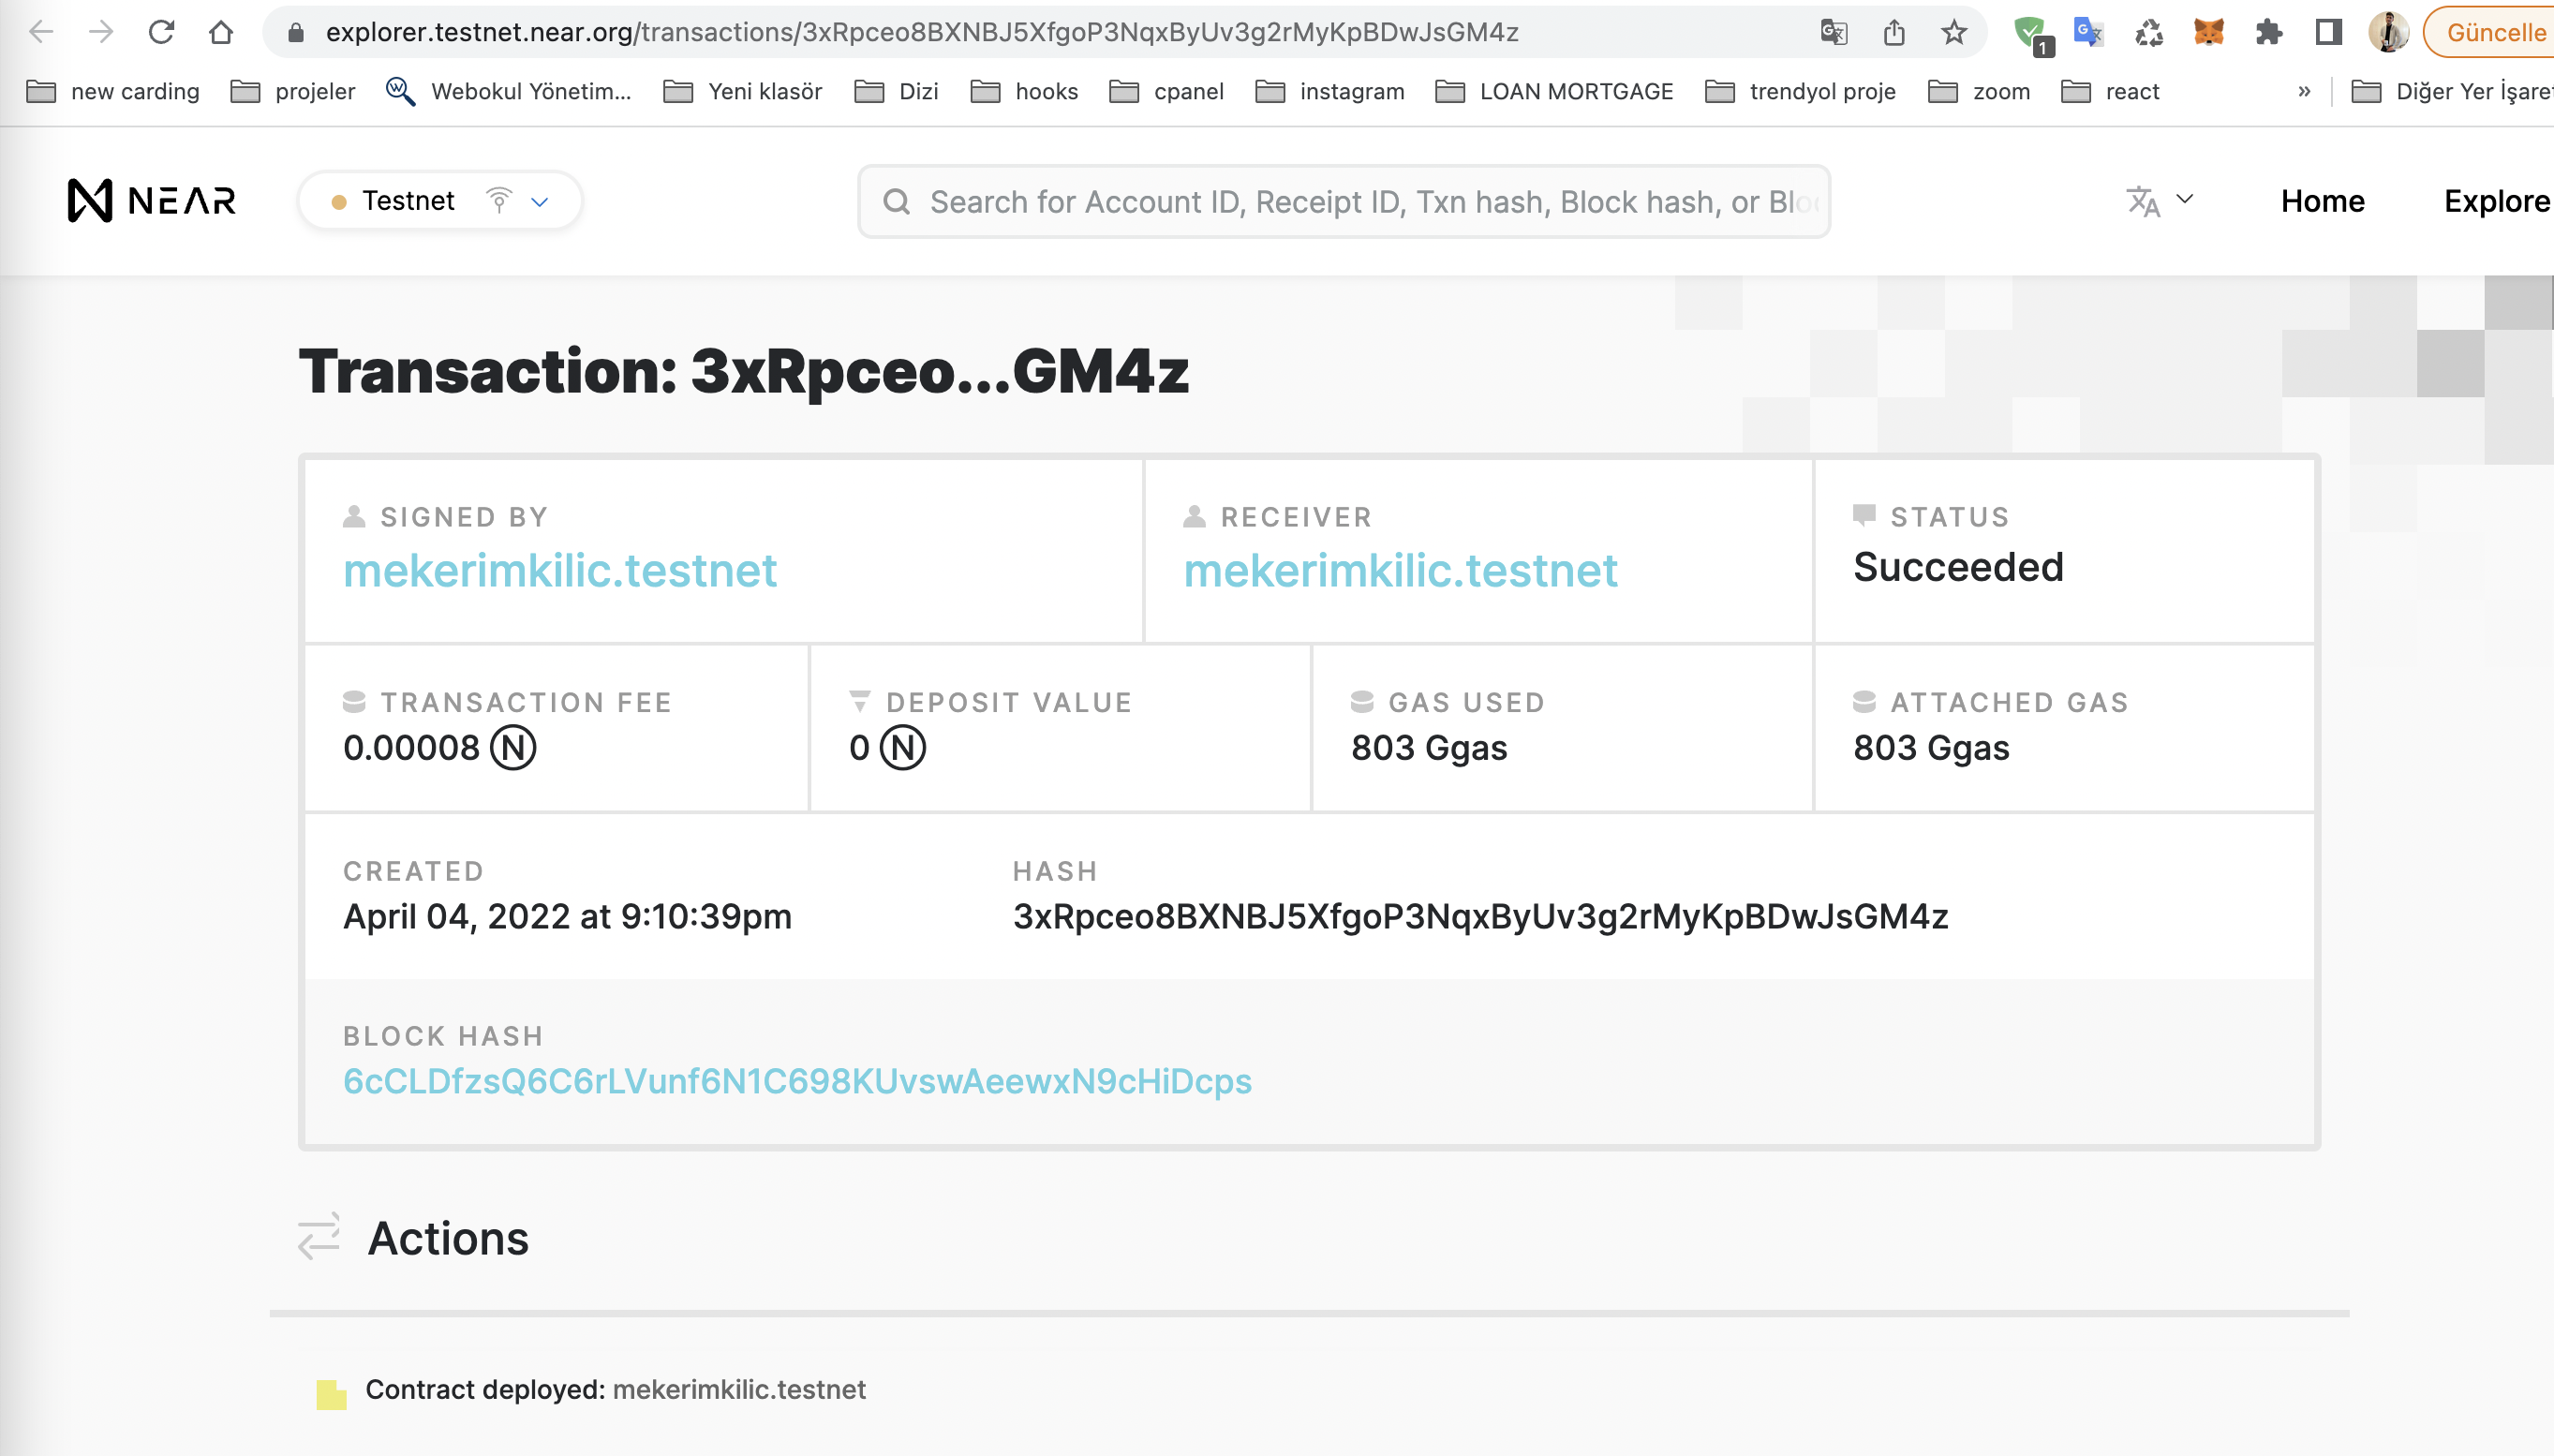 explorer.testnet.near.org/transactions/3xRpceo8BXNBJ5XfgoP3NqxByUv3g2rMyKpBDwJsGM4z
1
Güncelle
new carding projeler Webokul Yönetim... Yeni klasör Dizi hooks cpanel instagram LOAN MORTGAGE trendyol proje zoom react » Diğer Yer İşaret
NEAR Testnet Search for Account ID, Receipt ID, Txn hash, Block hash, or Bloc Home Explore
Transaction: 3xRpceo...GM4z
SIGNED BY
mekerimkilic.testnet
RECEIVER
mekerimkilic.testnet
STATUS
Succeeded
TRANSACTION FEE
0.00008 N
DEPOSIT VALUE
0 N
GAS USED
803 Ggas
ATTACHED GAS
803 Ggas
CREATED
April 04, 2022 at 9:10:39pm
HASH
3xRpceo8BXNBJ5XfgoP3NqxByUv3g2rMyKpBDwJsGM4z
BLOCK HASH
6cCLDfzsQ6C6rLVunf6N1C698KUvswAeewxN9cHiDcps
Actions
Contract deployed: mekerimkilic.testnet